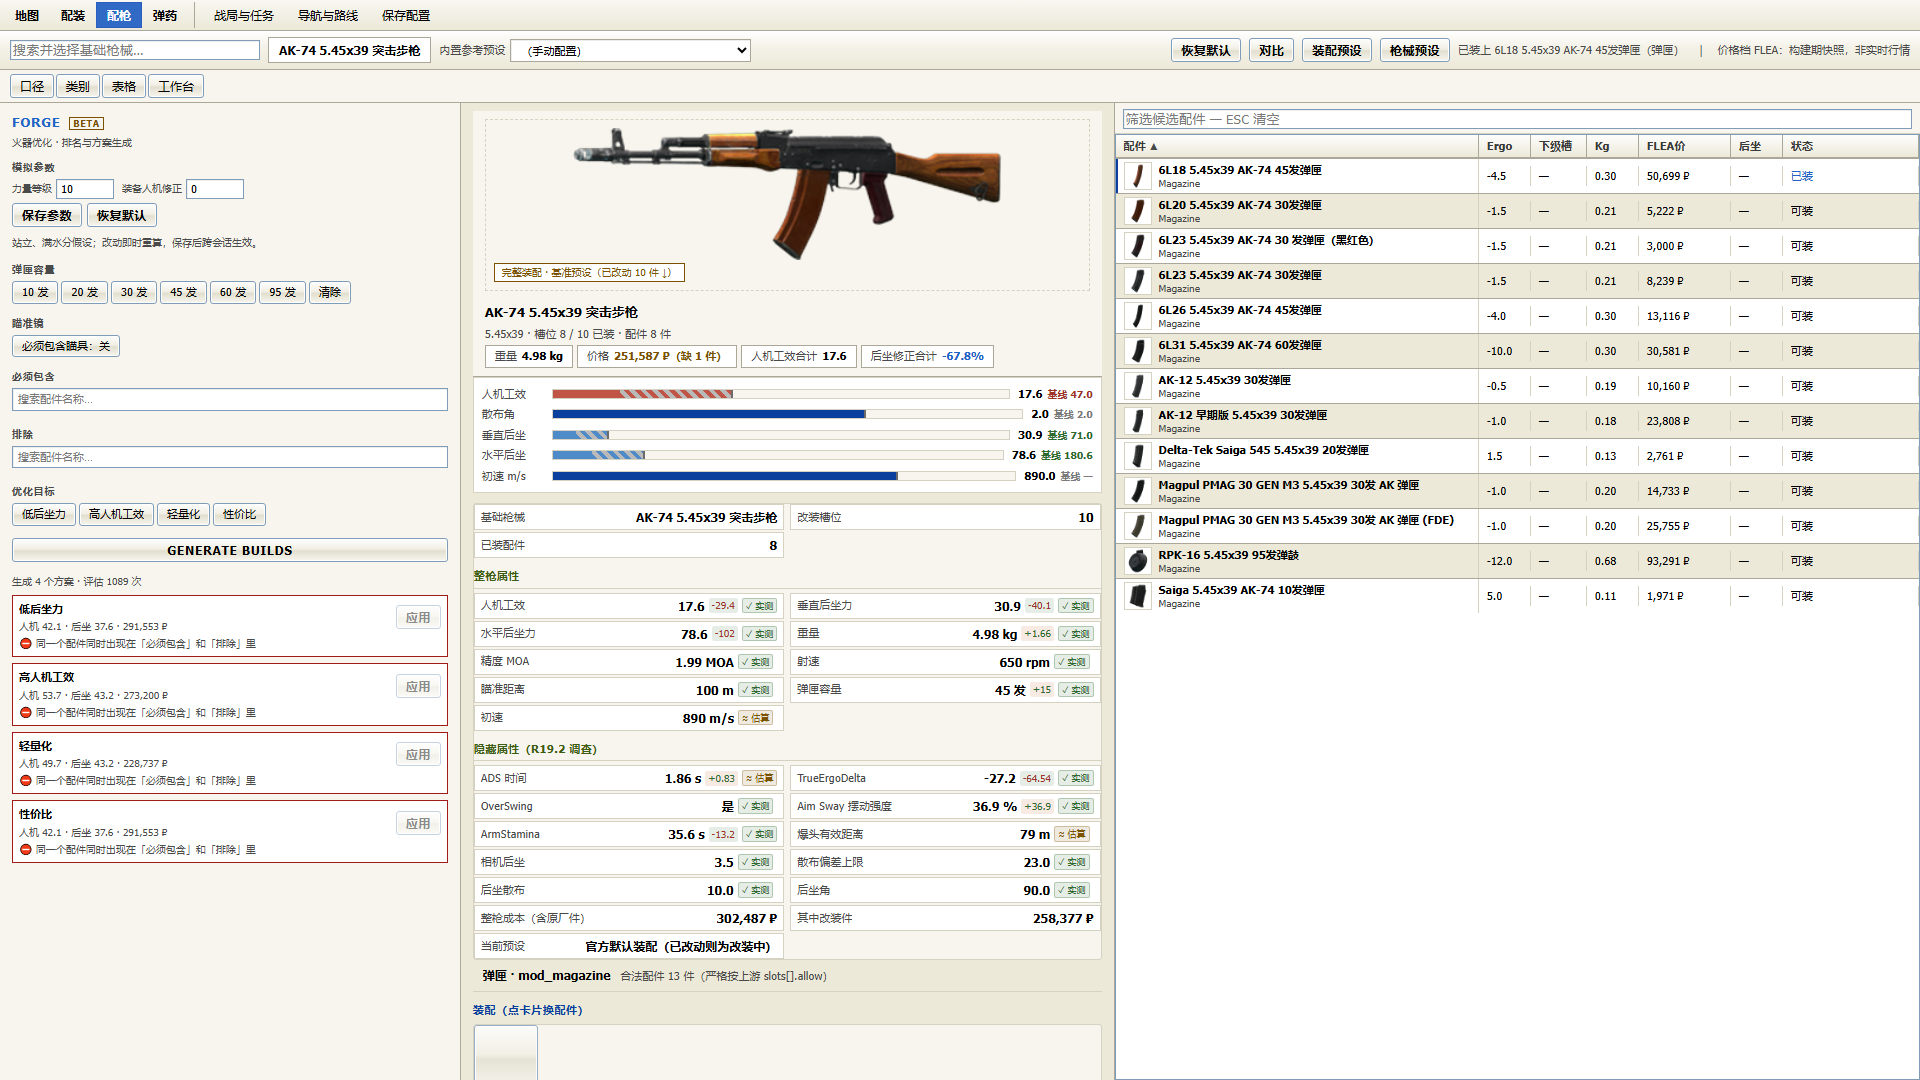 地图 配装 配枪 弹药 战局与任务 导航与路线 保存配置
搜索并选择基础枪械... AK-74 5.45x39 突击步枪 内置参考预设 (手动配置) 恢复默认 对比 装配预设 枪械预设 已装上 6L18 5.45x39 AK-74 45发弹匣 (弹匣) | 价格档 FLEA: 构建期快照, 非实时行情
口径 类别 表格 工作台
FORGE BETA
火器优化 · 排名与方案生成
模拟参数
力量等级 10 装备人机修正 0
保存参数 恢复默认
站立、满水分假设；改动即时重算，保存后跨会话生效。
弹匣容量
10 发 20 发 30 发 45 发 60 发 95 发 清除
瞄准镜
必须包含瞄具：关
必须包含
搜索配件名称...
排除
搜索配件名称...
优化目标
低后坐力 高人机工效 轻量化 性价比
GENERATE BUILDS
生成 4 个方案 · 评估 1089 次
低后坐力 应用
人机 42.1 · 后坐 37.6 · 291,553 ₽
同一个配件同时出现在「必须包含」和「排除」里
高人机工效 应用
人机 53.7 · 后坐 43.2 · 273,200 ₽
同一个配件同时出现在「必须包含」和「排除」里
轻量化 应用
人机 49.7 · 后坐 43.2 · 228,737 ₽
同一个配件同时出现在「必须包含」和「排除」里
性价比 应用
人机 42.1 · 后坐 37.6 · 291,553 ₽
同一个配件同时出现在「必须包含」和「排除」里
完整装配 · 基准预设（已改动 10 件 ↓）
AK-74 5.45x39 突击步枪
5.45x39 · 槽位 8 / 10 已装 · 配件 8 件
重量 4.98 kg 价格 251,587 ₽ (缺 1 件) 人机工效合计 17.6 后坐修正合计 -67.8%
人机工效 17.6 基线 47.0
散布角 2.0 基线 2.0
垂直后坐 30.9 基线 71.0
水平后坐 78.6 基线 180.6
初速 m/s 890.0 基线 —
基础枪械 AK-74 5.45x39 突击步枪 改装槽位 10
已装配件 8
整枪属性
人机工效 17.6 -29.4 ✓ 实测 垂直后坐力 30.9 -40.1 ✓ 实测
水平后坐力 78.6 -102 ✓ 实测 重量 4.98 kg +1.66 ✓ 实测
精度 MOA 1.99 MOA ✓ 实测 射速 650 rpm ✓ 实测
瞄准距离 100 m ✓ 实测 弹匣容量 45 发 +15 ✓ 实测
初速 890 m/s ≈ 估算
隐藏属性（R19.2 调查）
ADS 时间 1.86 s +0.83 ≈ 估算 TrueErgoDelta -27.2 -64.54 ✓ 实测
OverSwing 是 ✓ 实测 Aim Sway 摆动强度 36.9 % +36.9 ✓ 实测
ArmStamina 35.6 s -13.2 ✓ 实测 爆头有效距离 79 m ≈ 估算
相机后坐 3.5 ✓ 实测 散布偏差上限 23.0 ✓ 实测
后坐散布 10.0 ✓ 实测 后坐角 90.0 ✓ 实测
整枪成本（含原厂件） 302,487 ₽ 其中改装件 258,377 ₽
当前预设 官方默认装配（已改动则为改装中）
弹匣 · mod_magazine 合法配件 13 件（严格按上游 slots[].allow）
装配（点卡片换配件）
筛选候选配件 — ESC 清空
配件 ▲ Ergo 下级槽 Kg FLEA价 后坐 状态
6L18 5.45x39 AK-74 45发弹匣 -4.5 — 0.30 50,699 ₽ — 已装
Magazine
6L20 5.45x39 AK-74 30发弹匣 -1.5 — 0.21 5,222 ₽ — 可装
Magazine
6L23 5.45x39 AK-74 30 发弹匣（黑红色） -1.5 — 0.21 3,000 ₽ — 可装
Magazine
6L23 5.45x39 AK-74 30发弹匣 -1.5 — 0.21 8,239 ₽ — 可装
Magazine
6L26 5.45x39 AK-74 45发弹匣 -4.0 — 0.30 13,116 ₽ — 可装
Magazine
6L31 5.45x39 AK-74 60发弹匣 -10.0 — 0.30 30,581 ₽ — 可装
Magazine
AK-12 5.45x39 30发弹匣 -0.5 — 0.19 10,160 ₽ — 可装
Magazine
AK-12 早期版 5.45x39 30发弹匣 -1.0 — 0.18 23,808 ₽ — 可装
Magazine
Delta-Tek Saiga 545 5.45x39 20发弹匣 1.5 — 0.13 2,761 ₽ — 可装
Magazine
Magpul PMAG 30 GEN M3 5.45x39 30发 AK 弹匣 -1.0 — 0.20 14,733 ₽ — 可装
Magazine
Magpul PMAG 30 GEN M3 5.45x39 30发 AK 弹匣 (FDE) -1.0 — 0.20 25,755 ₽ — 可装
Magazine
RPK-16 5.45x39 95发弹鼓 -12.0 — 0.68 93,291 ₽ — 可装
Magazine
Saiga 5.45x39 AK-74 10发弹匣 5.0 — 0.11 1,971 ₽ — 可装
Magazine